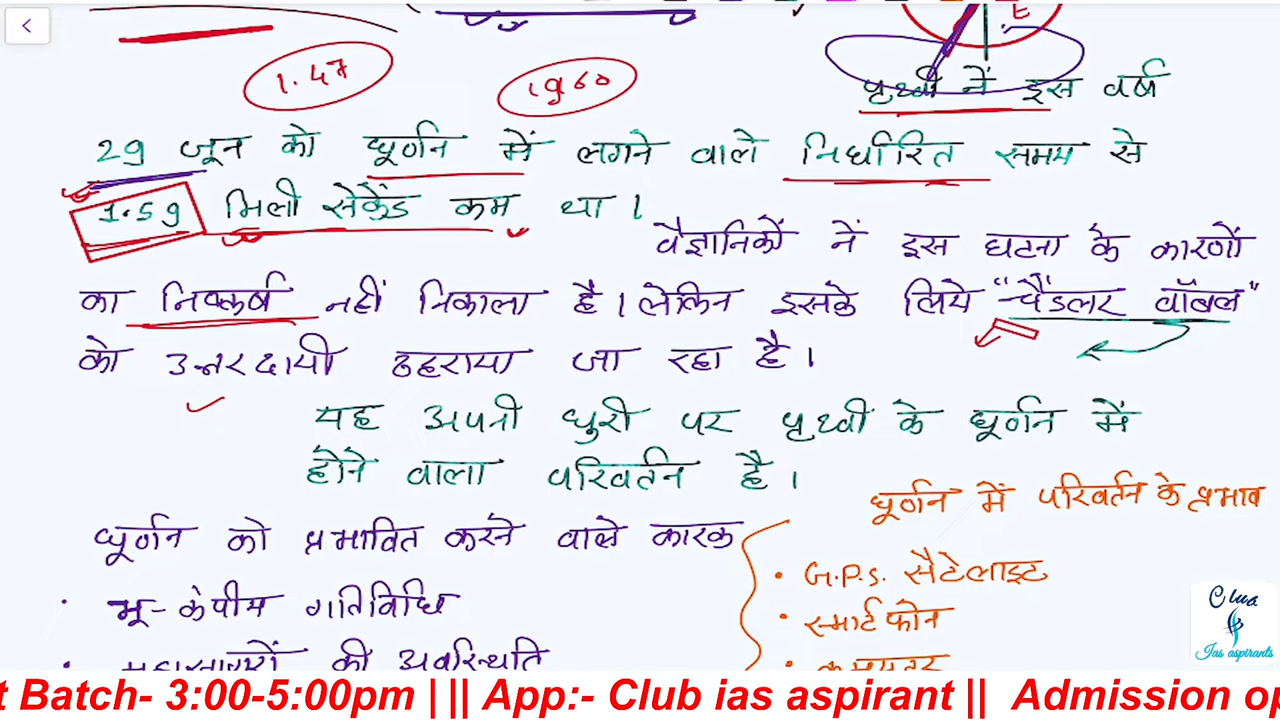 E
1.47
1960
पृथ्वी ने इस वर्ष
29 जून को घूर्णन में लगने वाले निर्धारित समय से
1.59 मिली सेकैंड कम था।
वैज्ञानिकों ने इस घटना के कारणों
का निष्कर्ष नहीं निकाला है। लेकिन इसके लिये "चैंडलर वॉबल"
को उत्तरदायी ठहराया जा रहा है।
यह अपनी धुरी पर पृथ्वी के घूर्णन में
होने वाला परिवर्तन है।
घूर्णन में परिवर्तन के प्रभाव
घूर्णन को प्रभावित करने वाले कारक
• G.P.S. सैटेलाइट
• भू-कंपीय गतिविधि
• स्मार्टफोन
• महासागरों की अवस्थिति
Club
Ias aspirants
t Batch- 3:00-5:00pm | || App:- Club ias aspirant || Admission op